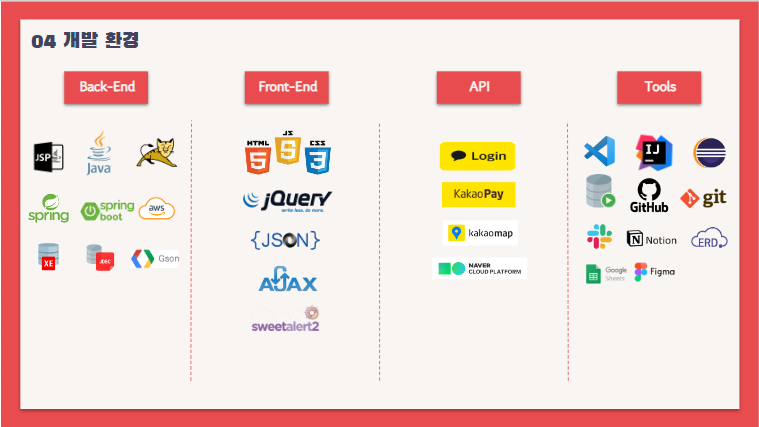 04 개발 환경
Back-End
JSP
Java
spring
spring
boot
aws
XE
JDBC
Gson
Front-End
HTML
JS
CSS
5
5
3
jQuery
write less. do more.
{JSON}
AJAX
sweetalert2
API
Login
KakaoPay
kakaomap
NAVER
CLOUD PLATFORM
Tools
IJ
GitHub
git
Notion
ERD
Google
Sheets
Figma